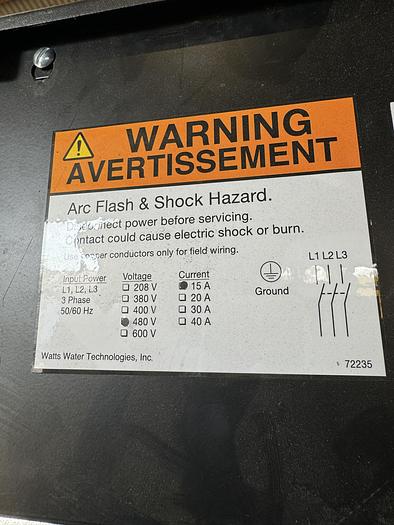 WARNING
AVERTISSEMENT
Arc Flash & Shock Hazard.
Disconnect power before servicing.
Contact could cause electric shock or burn.
Use copper conductors only for field wiring.
Input Power
L1, L2, L3
3 Phase
50/60 Hz
Voltage
208 V
380 V
400 V
480 V
600 V
Current
15 A
20 A
30 A
40 A
Ground
L1 L2 L3
Watts Water Technologies, Inc.
72235